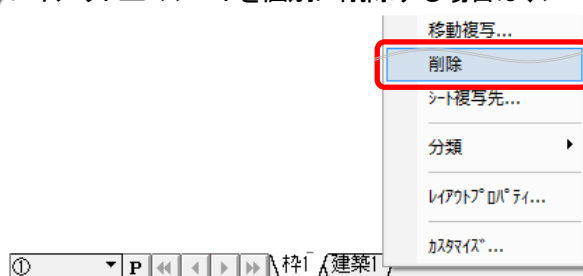 移動複写...
削除
ｼｰﾄ複写先...
分類
ﾚｲｱｳﾄﾌﾟﾛﾊﾟﾃｨ...
ｶｽﾀﾏｲｽﾞ...
① P 枠1 建築1